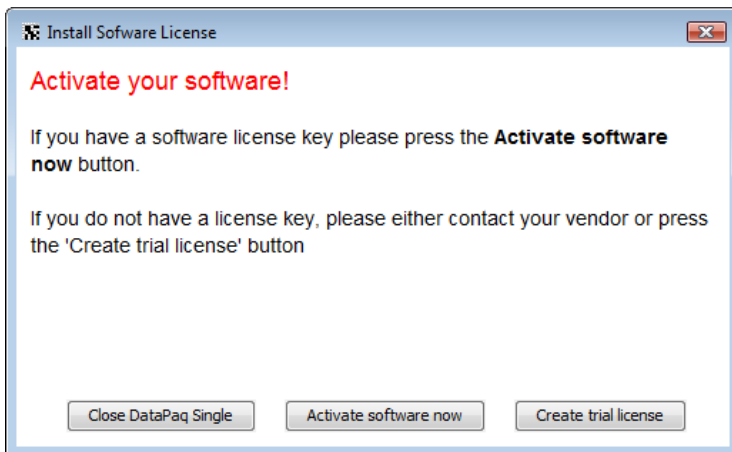 Install Sofware License
Activate your software!
If you have a software license key please press the Activate software
now button.
If you do not have a license key, please either contact your vendor or press
the 'Create trial license' button
Close DataPaq Single Activate software now Create trial license